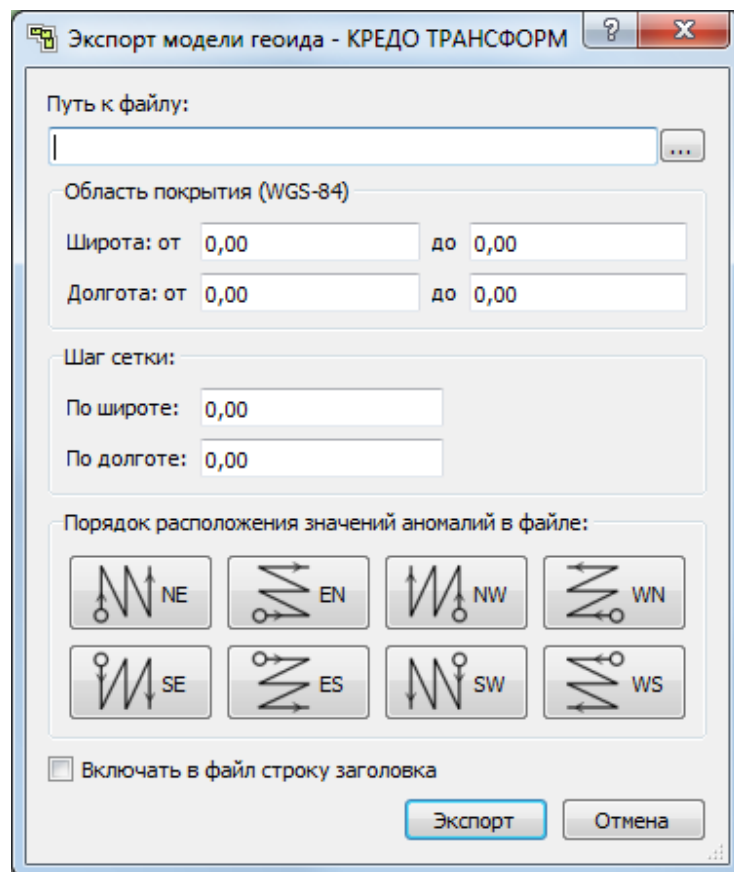 Экспорт модели геоида - КРЕДО ТРАНСФОРМ ? X
Путь к файлу:
...
Область покрытия (WGS-84)
Широта: от 0,00 до 0,00
Долгота: от 0,00 до 0,00
Шаг сетки:
По широте: 0,00
По долготе: 0,00
Порядок расположения значений аномалий в файле:
NE EN NW WN
SE ES SW WS
Включать в файл строку заголовка
Экспорт Отмена